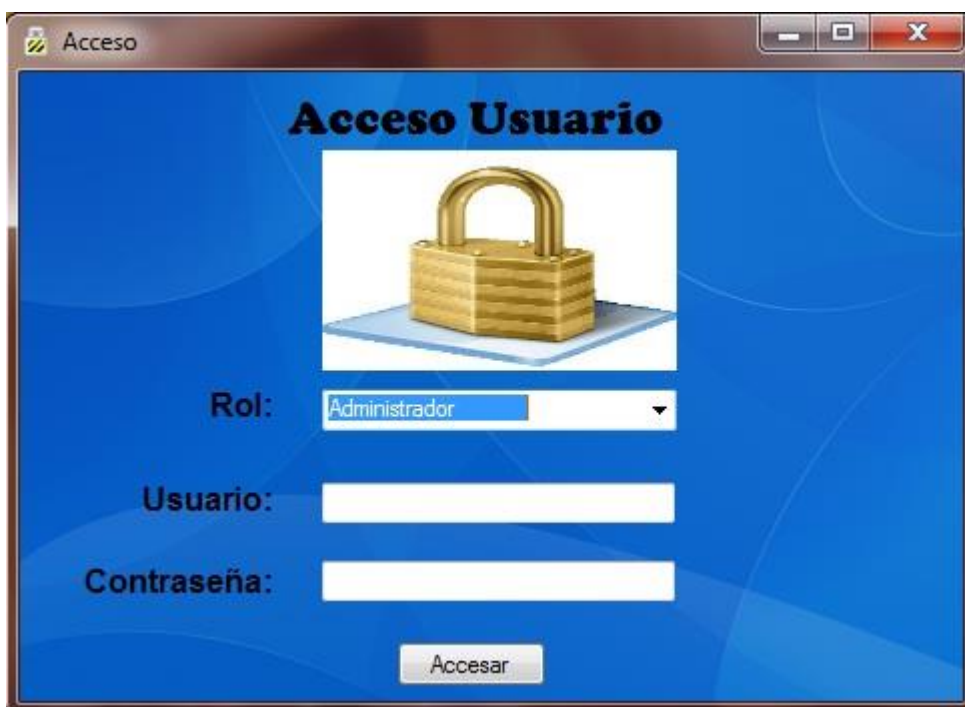 Acceso
Acceso Usuario
Rol:
Administrador
Usuario:
Contraseña:
Accesar